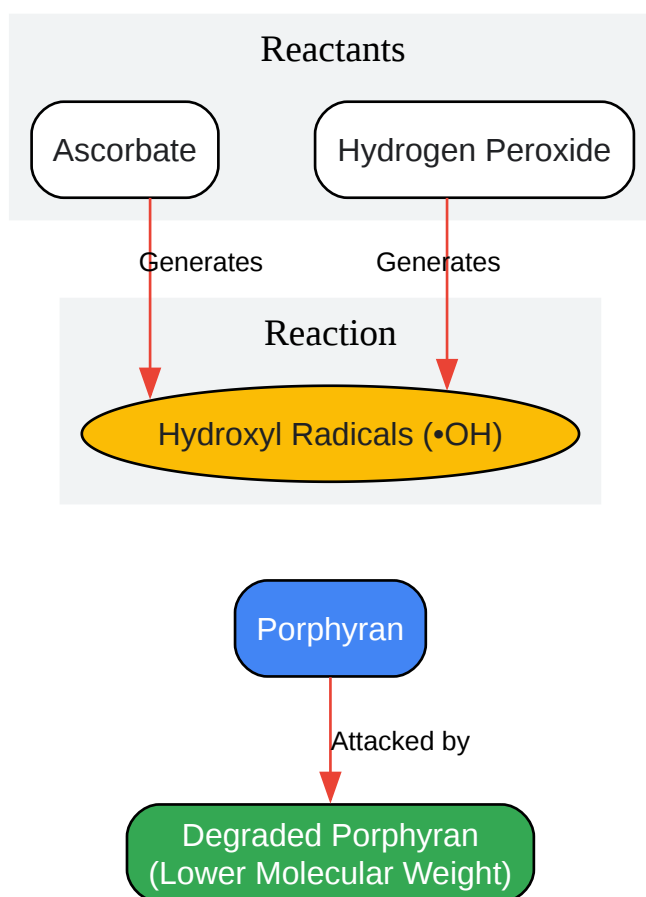 Reactants
Ascorbate
Hydrogen Peroxide
Generates
Generates
Reaction
Hydroxyl Radicals (•OH)
Porphyran
Attacked by
Degraded Porphyran
(Lower Molecular Weight)